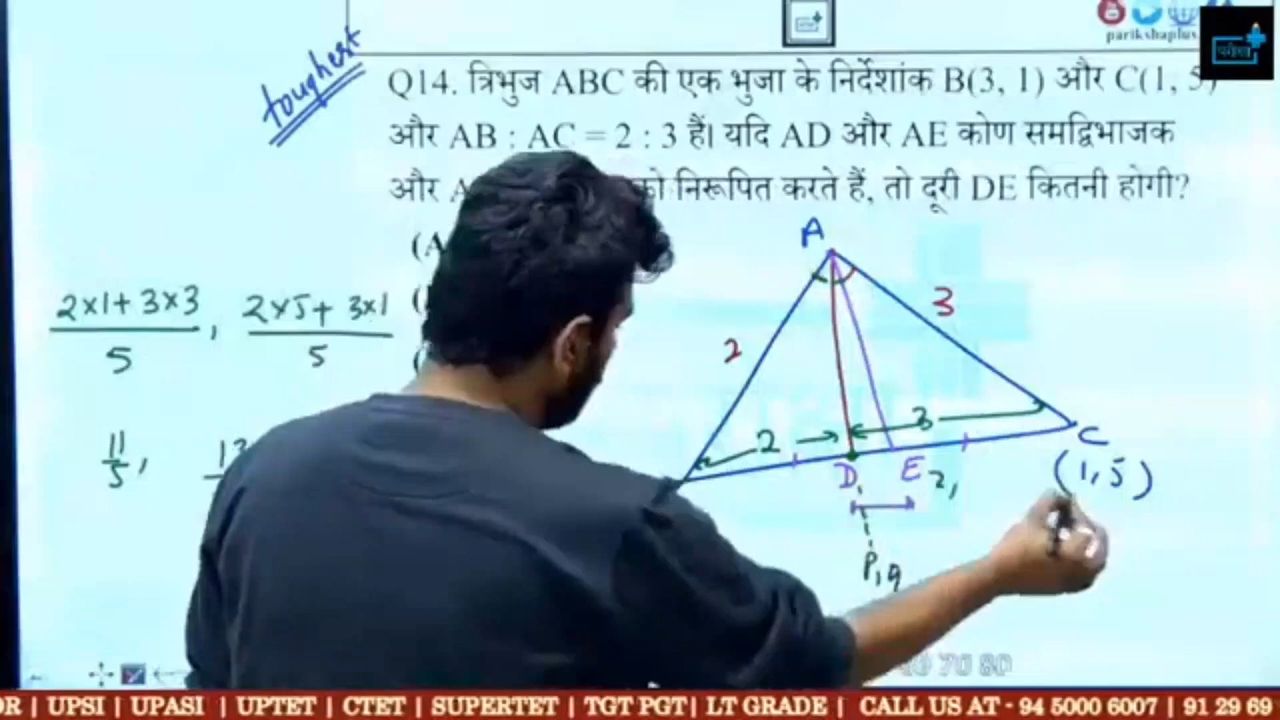 parikshaplus
परीक्षा
toughest
Q14. त्रिभुज ABC की एक भुजा के निर्देशांक B(3, 1) और C(1, 5)
और AB : AC = 2 : 3 हैं। यदि AD और AE कोण समद्विभाजक
और A को निरूपित करते हैं, तो दूरी DE कितनी होगी?
(A
A
2×1+3×3 , 2×5+3×1
5 5
2
3
11/5,
2
3
C
D E 2,
(1,5)
P,q
70 80
OR | UPSI | UPASI | UPTET | CTET | SUPERTET | TGT PGT| LT GRADE | CALL US AT - 94 5000 6007 | 91 29 69